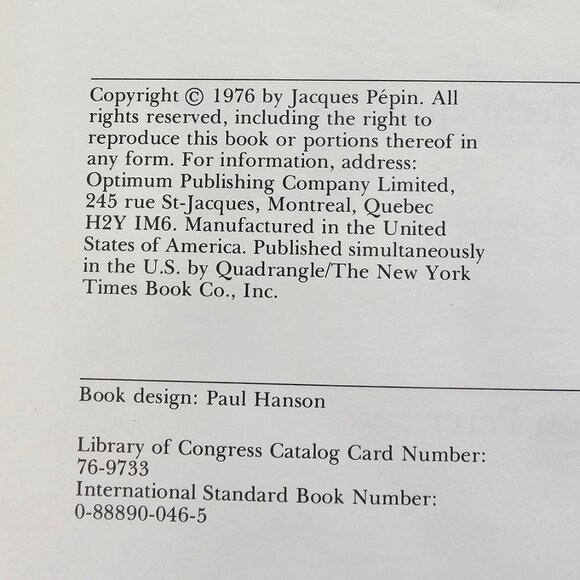 Copyright © 1976 by Jacques Pépin. All
rights reserved, including the right to
reproduce this book or portions thereof in
any form. For information, address:
Optimum Publishing Company Limited,
245 rue St-Jacques, Montreal, Quebec
H2Y IM6. Manufactured in the United
States of America. Published simultaneously
in the U.S. by Quadrangle/The New York
Times Book Co., Inc.
Book design: Paul Hanson
Library of Congress Catalog Card Number:
76-9733
International Standard Book Number:
0-88890-046-5